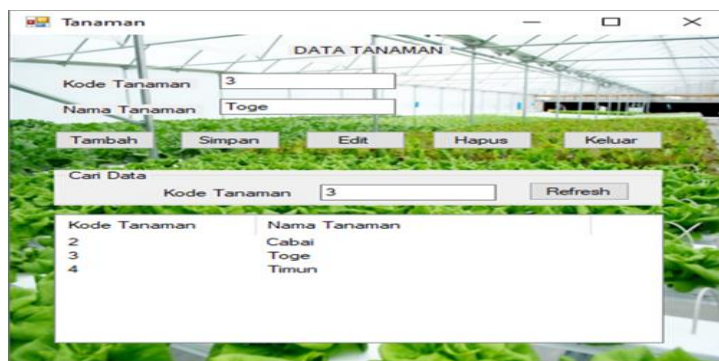 Tanaman
DATA TANAMAN
Kode Tanaman 3
Nama Tanaman Toge
Tambah Simpan Edit Hapus Keluar
Cari Data
Kode Tanaman 3 Refresh
Kode Tanaman Nama Tanaman
2 Cabai
3 Toge
4 Timun